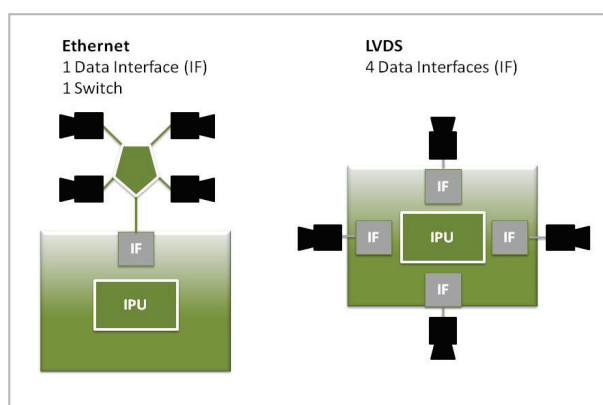 Ethernet
1 Data Interface (IF)
1 Switch
IF
IPU
LVDS
4 Data Interfaces (IF)
IF
IF
IPU
IF
IF